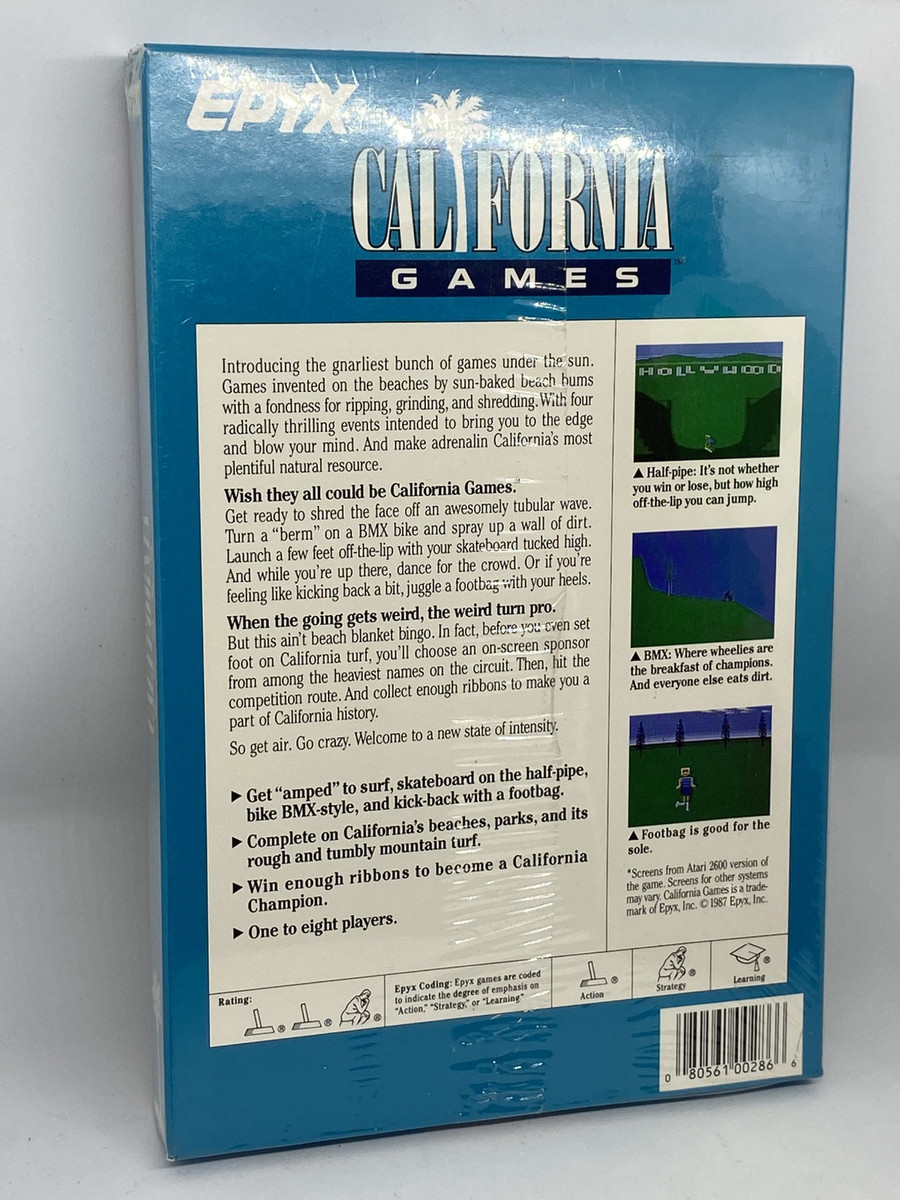 EPYX
CALIFORNIA
GAMES
Introducing the gnarliest bunch of games under the sun.
Games invented on the beaches by sun-baked beach bums
with a fondness for ripping, grinding, and shredding. With four
radically thrilling events intended to bring you to the edge
and blow your mind. And make adrenalin California's most
plentiful natural resource.
Wish they all could be California Games.™
Get ready to shred the face off an awesomely tubular wave.
Turn a "berm" on a BMX bike and spray up a wall of dirt.
Launch a few feet off-the-lip with your skateboard tucked high.
And while you're up there, dance for the crowd. Or if you're
feeling like kicking back a bit, juggle a footbag with your heels.
When the going gets weird, the weird turn pro.
But this ain't beach blanket bingo. In fact, before you even set
foot on California turf, you'll choose an on-screen sponsor
from among the heaviest names on the circuit. Then, hit the
competition route. And collect enough ribbons to make you a
part of California history.
So get air. Go crazy. Welcome to a new state of intensity.
▶ Get "amped" to surf, skateboard on the half-pipe,
bike BMX-style, and kick-back with a footbag.
▶ Complete on California's beaches, parks, and its
rough and tumbly mountain turf.
▶ Win enough ribbons to become a California
Champion.
▶ One to eight players.
HOLLYWOOD
▲ Half-pipe: It's not whether
you win or lose, but how high
off-the-lip you can jump.
▲ BMX: Where wheelies are
the breakfast of champions.
And everyone else eats dirt.
▲ Footbag is good for the
sole.
*Screens from Atari 2600 version of
the game. Screens for other systems
may vary. California Games is a trade-
mark of Epyx, Inc. © 1987 Epyx, Inc.
Rating:
® ® ®
Epyx Coding: Epyx games are coded
to indicate the degree of emphasis on
"Action," "Strategy," or "Learning"
®
Action
®
Strategy
®
Learning
0 80561 00286 6